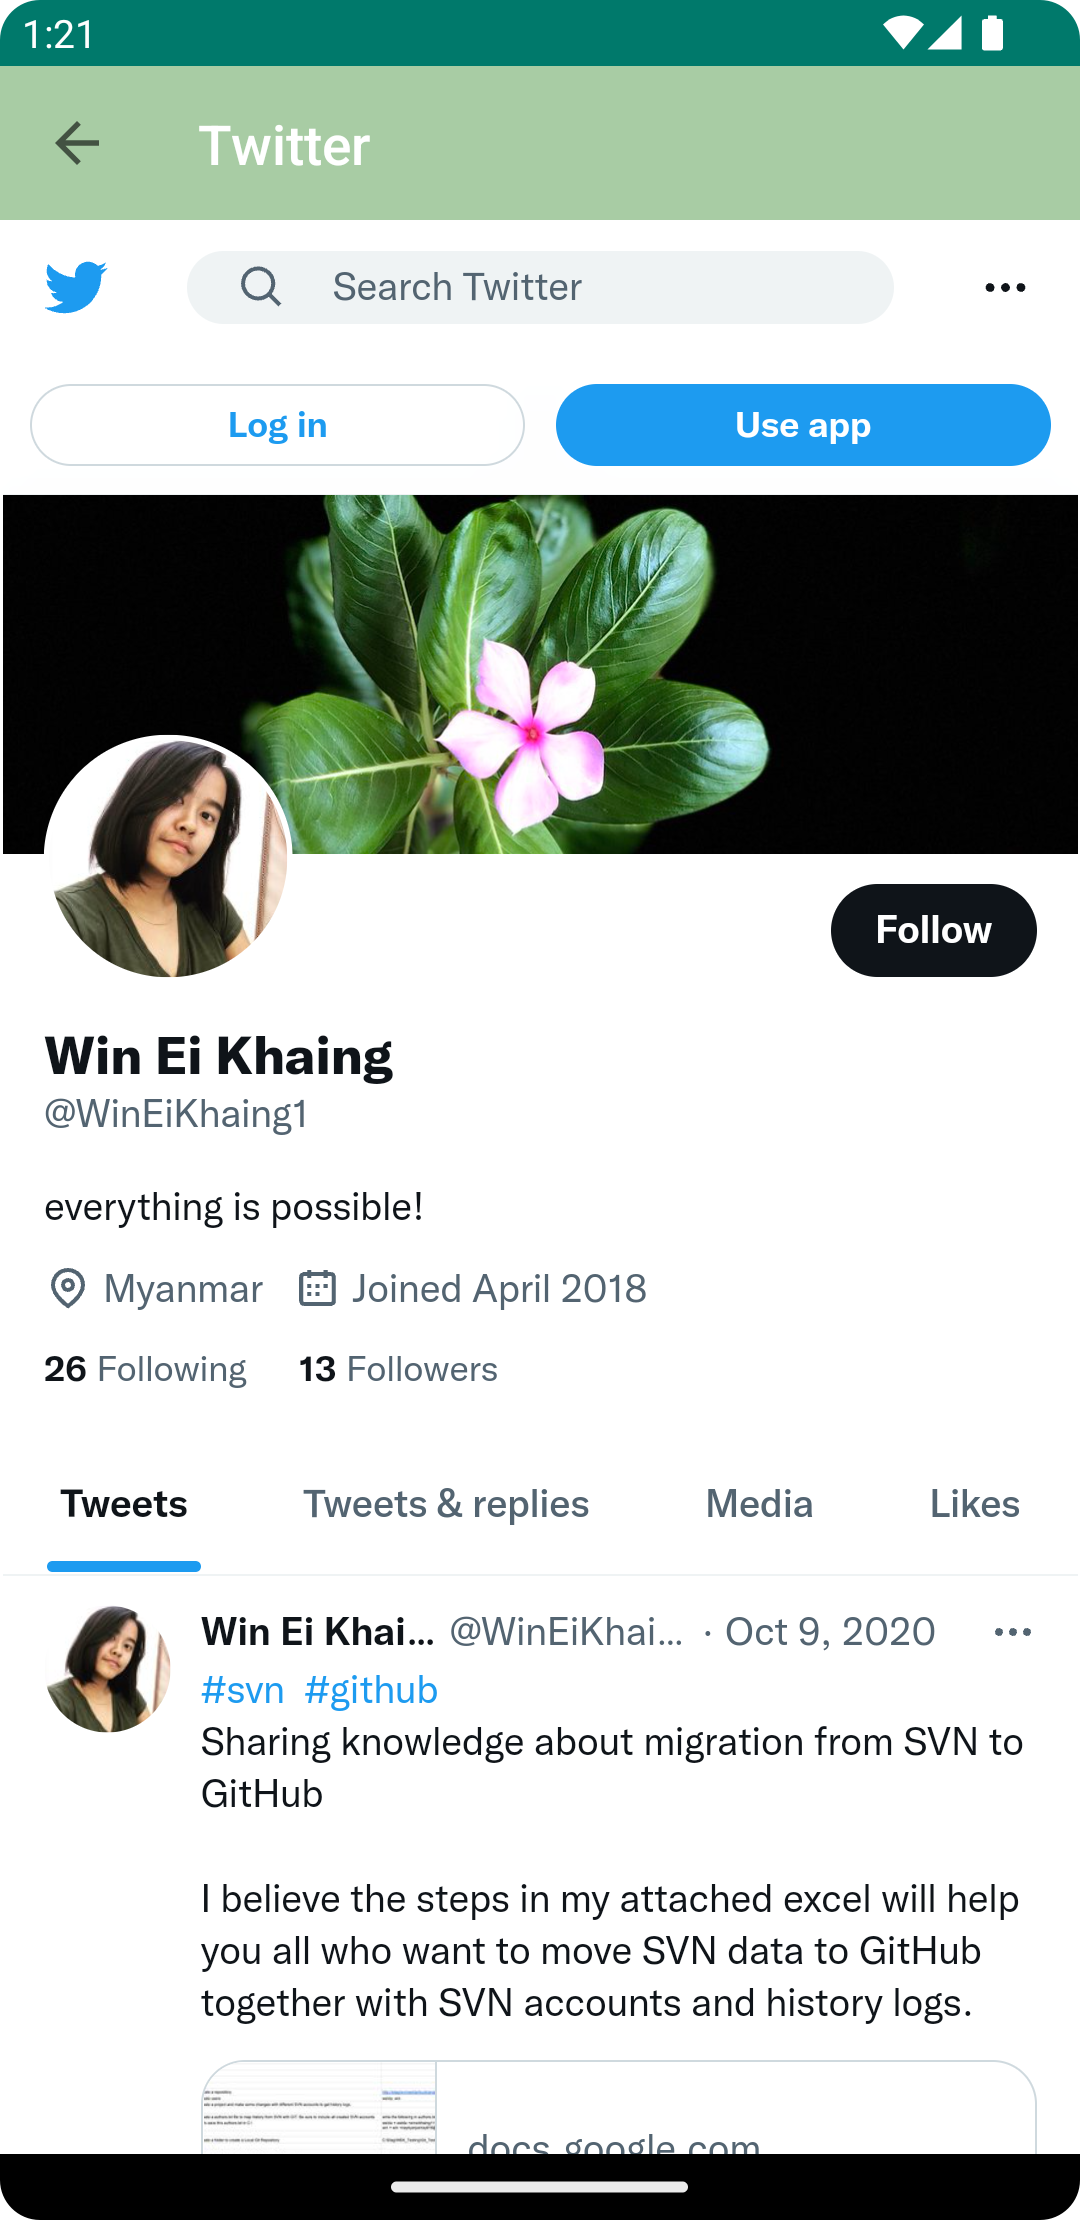 1:21
Twitter
Search Twitter
Log in
Use app
Follow
Win Ei Khaing
@WinEiKhaing1
everything is possible!
Myanmar Joined April 2018
26 Following 13 Followers
Tweets Tweets & replies Media Likes
Win Ei Khai... @WinEiKhai... · Oct 9, 2020
#svn #github
Sharing knowledge about migration from SVN to
GitHub
I believe the steps in my attached excel will help
you all who want to move SVN data to GitHub
together with SVN accounts and history logs.
docs.google.com